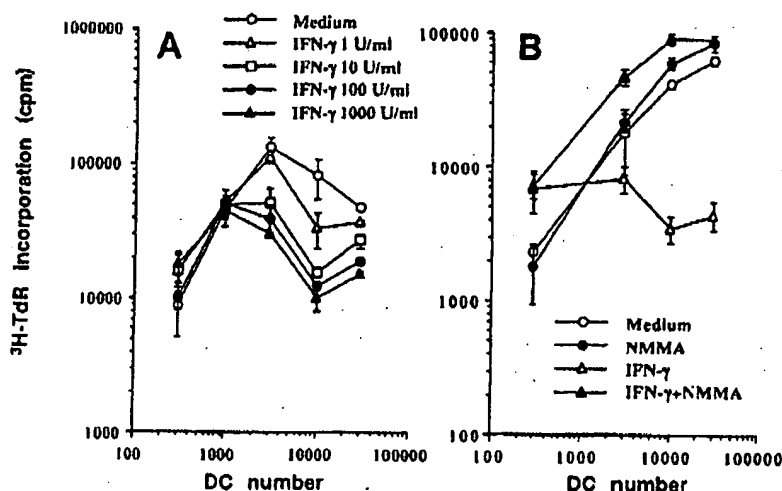 A
Medium
IFN-γ 1 U/ml
IFN-γ 10 U/ml
IFN-γ 100 U/ml
IFN-γ 1000 U/ml
³H-TdR incorporation (cpm)
1000000
100000
10000
1000
100 1000 10000 100000
DC number
B
100000
10000
1000
100
Medium
NMMA
IFN-γ
IFN-γ+NMMA
100 1000 10000 100000
DC number